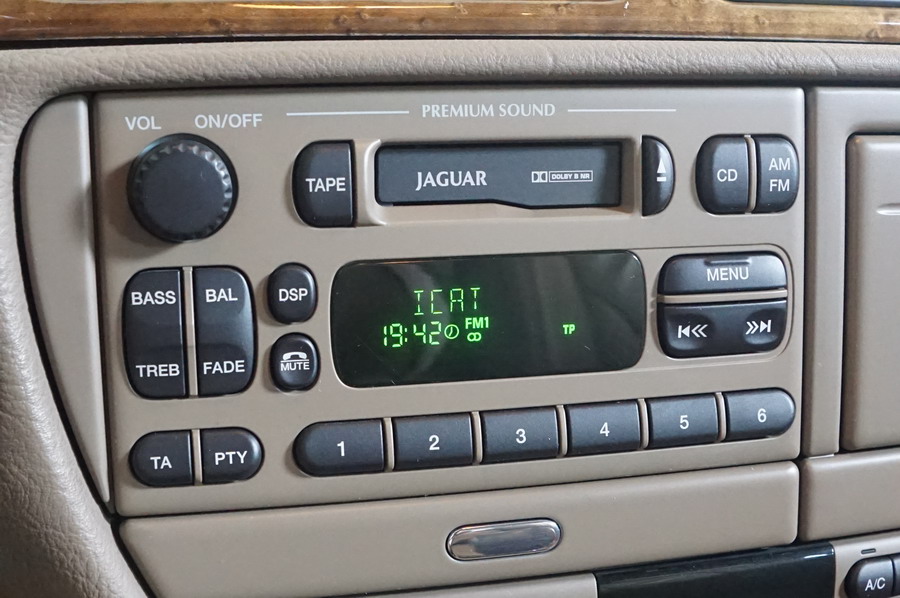 PREMIUM SOUND
VOL ON/OFF
TAPE
JAGUAR
DOLBY B NR
CD
AM
FM
BASS BAL
TREB FADE
DSP
MUTE
ICAT
19:42 FM1
TP
MENU
TA PTY
1 2 3 4 5 6
A/C